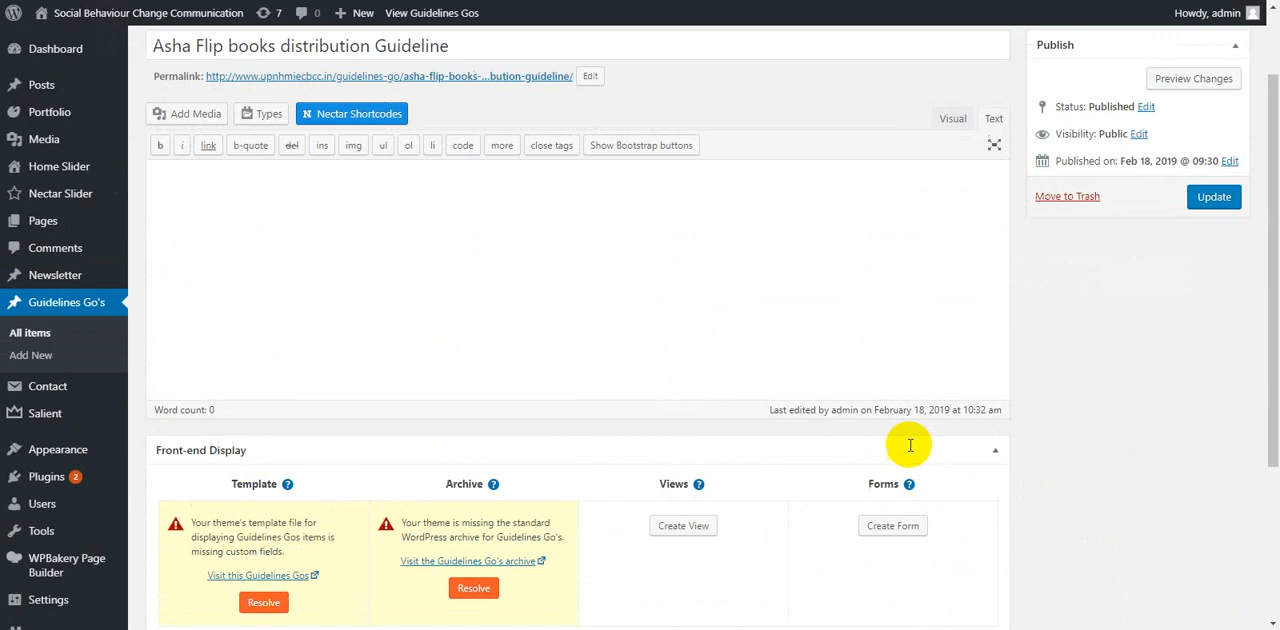 Social Behaviour Change Communication 7 0 New View Guidelines Gos Howdy, admin
Dashboard
Posts
Portfolio
Media
Home Slider
Nectar Slider
Pages
Comments
Newsletter
Guidelines Go's
All items
Add New
Contact
Salient
Appearance
Plugins 2
Users
Tools
WPBakery Page
Builder
Settings
Asha Flip books distribution Guideline
Permalink: http://www.upnhmiecbcc.in/guidelines-go/asha-flip-books-...bution-guideline/ Edit
Add Media Types N Nectar Shortcodes
Visual Text
b i link b-quote del ins img ul ol li code more close tags Show Bootstrap buttons
Word count: 0 Last edited by admin on February 18, 2019 at 10:32 am
Front-end Display
Template ? Archive ? Views ? Forms ?
Your theme's template file for
displaying Guidelines Gos items is
missing custom fields.
Visit this Guidelines Gos
Resolve
Your theme is missing the standard
WordPress archive for Guidelines Go's.
Visit the Guidelines Go's archive
Resolve
Create View
Create Form
Publish
Preview Changes
Status: Published Edit
Visibility: Public Edit
Published on: Feb 18, 2019 @ 09:30 Edit
Move to Trash Update